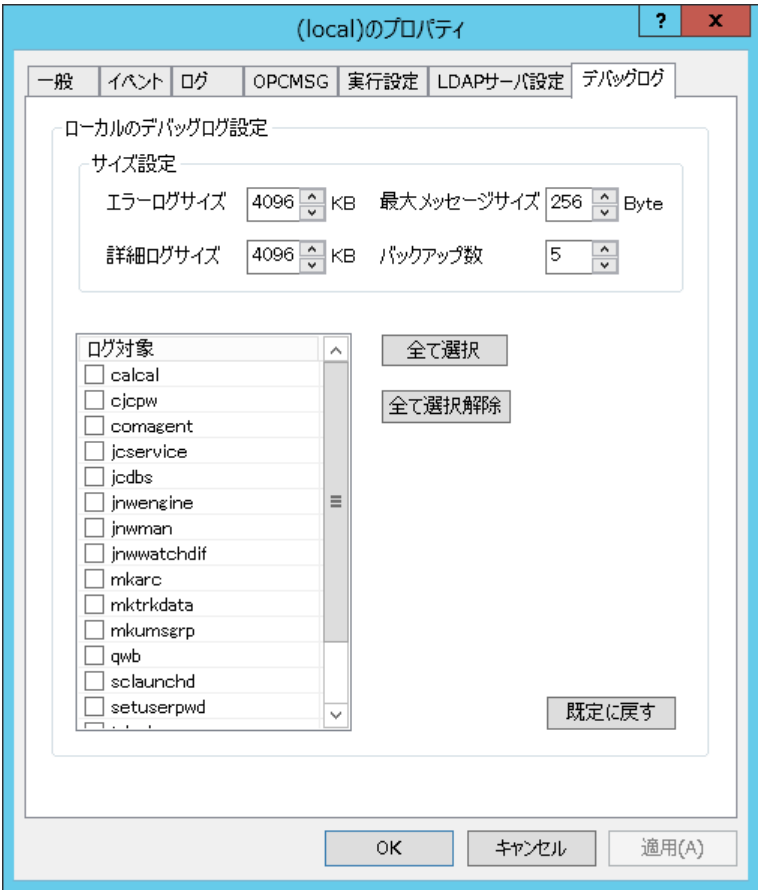 (local)のプロパティ
? x
一般 イベント ログ OPCMSG 実行設定 LDAPサーバ設定 デバッグログ
ローカルのデバッグログ設定
サイズ設定
エラーログサイズ 4096 KB 最大メッセージサイズ 256 Byte
詳細ログサイズ 4096 KB バックアップ数 5
ログ対象
全て選択
calcal
cjcpw
全て選択解除
comagent
jcservice
jcdbs
jnwengine
jnwman
jnwwatchdif
mkarc
mktrkdata
mkumsgrp
qwb
sclaunchd
setuserpwd
既定に戻す
OK キャンセル 適用(A)